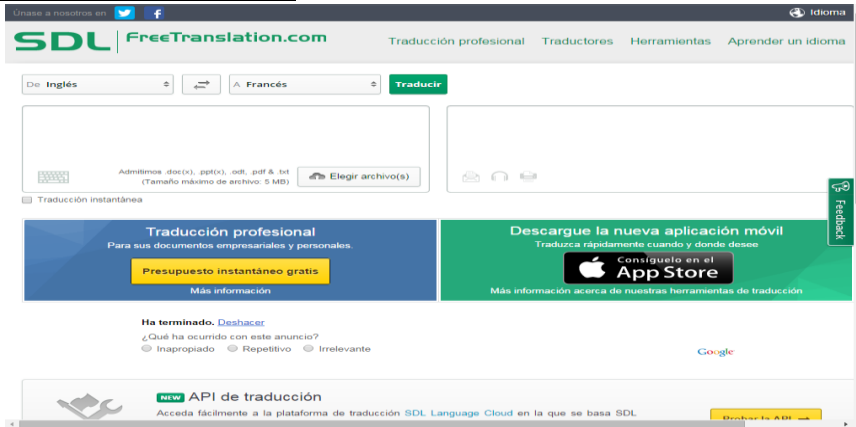 Únase a nosotros en
Idioma
SDL FreeTranslation.com
Traducción profesional Traductores Herramientas Aprender un idioma
De Inglés A Francés Traducir
Admitimos .doc(x), .ppt(x), .odt, .pdf & .txt
(Tamaño máximo de archivo: 5 MB)
Elegir archivo(s)
Traducción instantánea
Feedback
Traducción profesional
Para sus documentos empresariales y personales.
Presupuesto instantáneo gratis
Más información
Descargue la nueva aplicación móvil
Traduzca rápidamente cuando y donde desee
Consíguelo en el
App Store
Más información acerca de nuestras herramientas de traducción
Ha terminado. Deshacer
¿Qué ha ocurrido con este anuncio?
Inapropiado Repetitivo Irrelevante
Google
NEW API de traducción
Acceda fácilmente a la plataforma de traducción SDL Language Cloud en la que se basa SDL
Probar la API